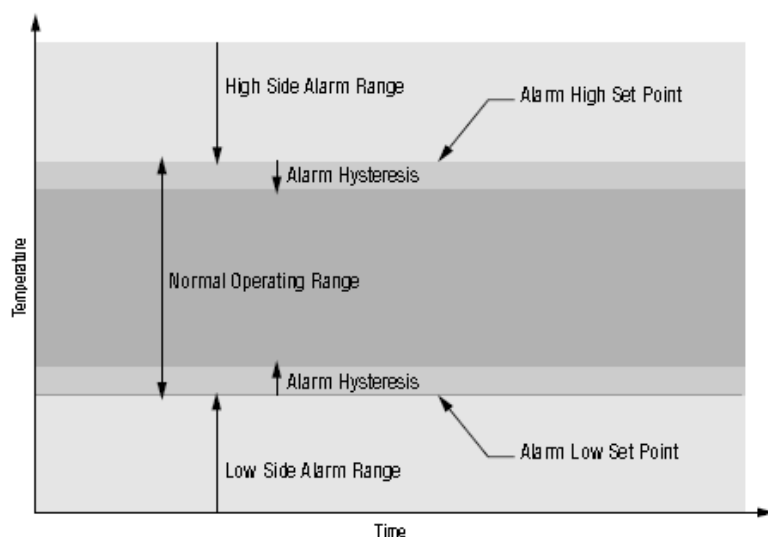 High Side Alarm Range
Alarm High Set Point
Alarm Hysteresis
Temperature
Normal Operating Range
Alarm Hysteresis
Alarm Low Set Point
Low Side Alarm Range
Time